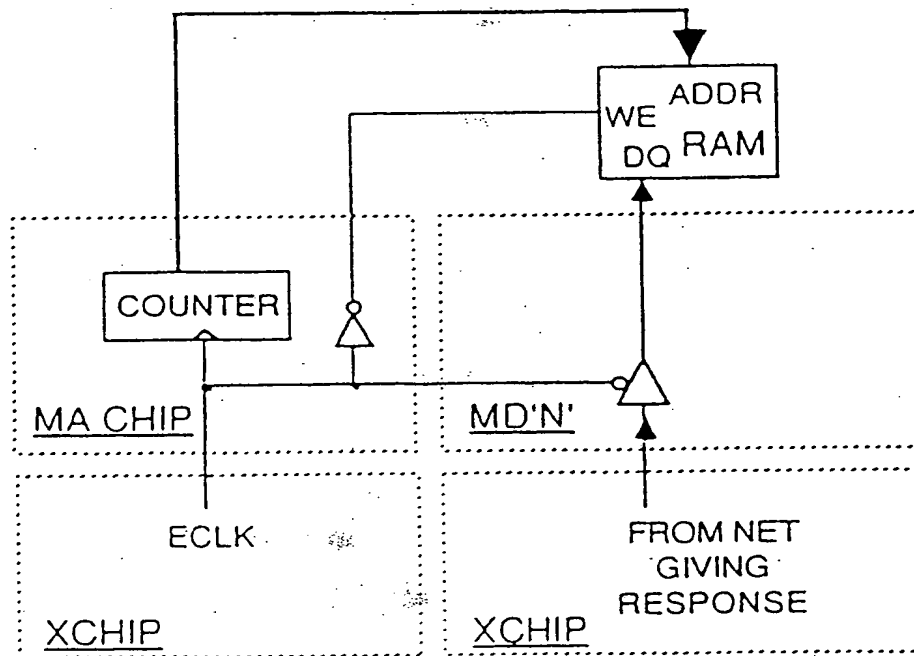 ADDR
WE
DQ RAM
COUNTER
MA CHIP
MD'N'
ECLK
FROM NET
GIVING
RESPONSE
XCHIP
XCHIP